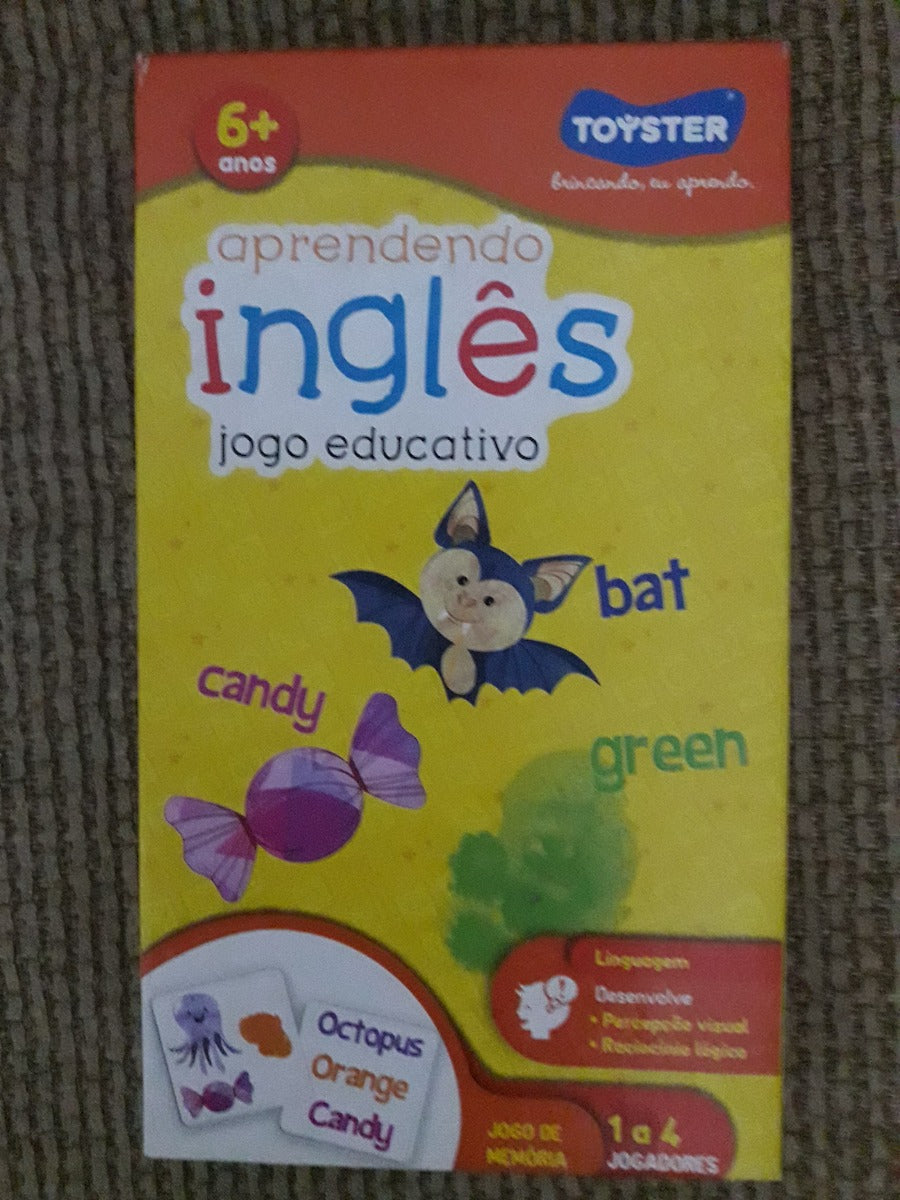 6+
anos
TOYSTER
brincando, eu aprendo.
aprendendo
inglês
jogo educativo
bat
candy
green
Linguagem
Desenvolve
• Percepção visual
• Raciocínio lógico
Octopus
Orange
Candy
JOGO DE
MEMÓRIA
1 a 4
JOGADORES